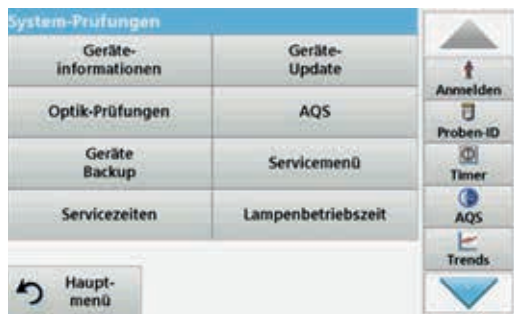 System-Prüfungen
Geräte-
informationen
Geräte-
Update
Optik-Prüfungen
AQS
Geräte
Backup
Servicemenü
Servicezeiten
Lampenbetriebszeit
Haupt-
menü
Anmelden
Proben-ID
Timer
AQS
Trends